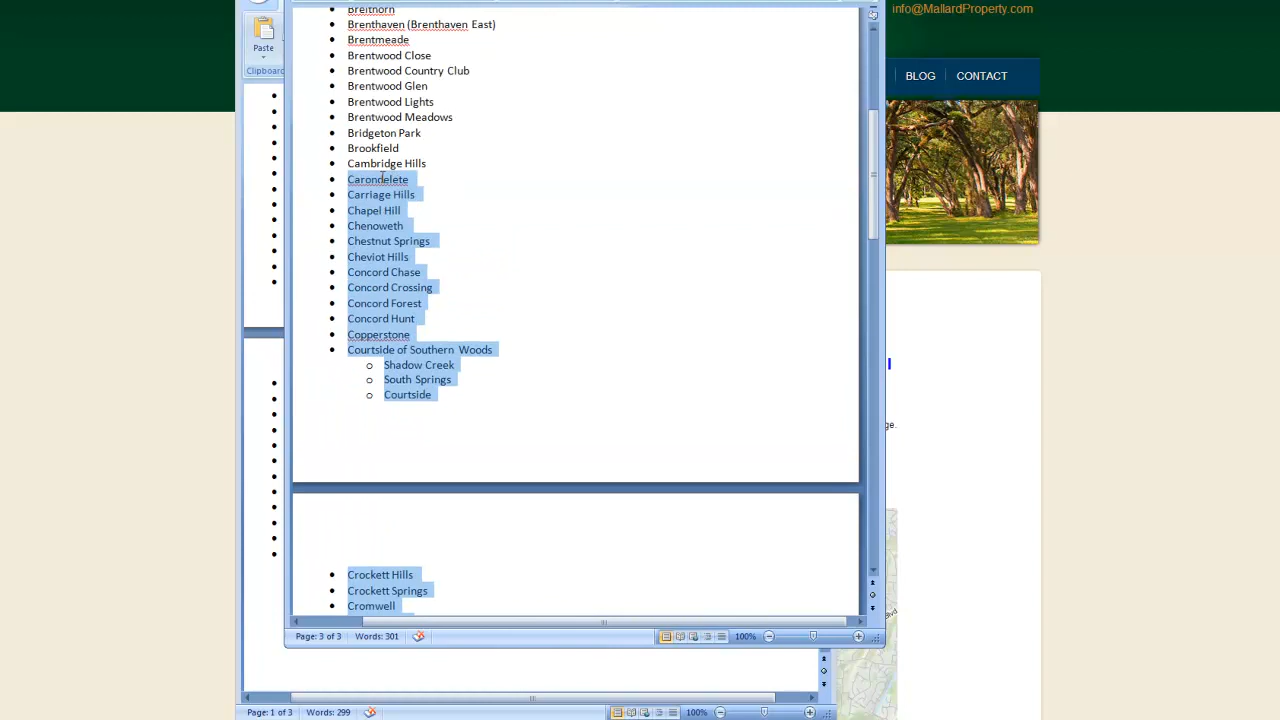 info@MallardProperty.com
BLOG
CONTACT
Paste
Clipboard
Breithorn
Brenthaven (Brenthaven East)
Brentmeade
Brentwood Close
Brentwood Country Club
Brentwood Glen
Brentwood Lights
Brentwood Meadows
Bridgeton Park
Brookfield
Cambridge Hills
Carondelete
Carriage Hills
Chapel Hill
Chenoweth
Chestnut Springs
Cheviot Hills
Concord Chase
Concord Crossing
Concord Forest
Concord Hunt
Copperstone
Courtside of Southern Woods
Shadow Creek
South Springs
Courtside
Crockett Hills
Crockett Springs
Cromwell
Page: 3 of 3
Words: 301
100%
Page: 1 of 3
Words: 299
100%